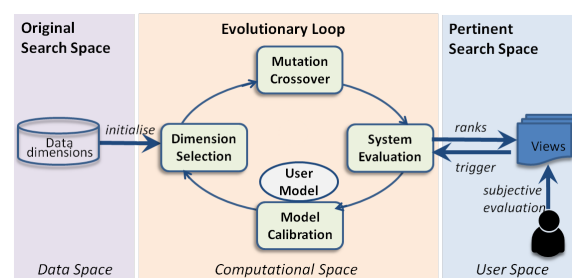 Original
Search Space
Evolutionary Loop
Pertinent
Search Space
Mutation
Crossover
initialise
Data
dimensions
Dimension
Selection
System
Evaluation
ranks
trigger
Views
User
Model
Model
Calibration
subjective
evaluation
Data Space
Computational Space
User Space